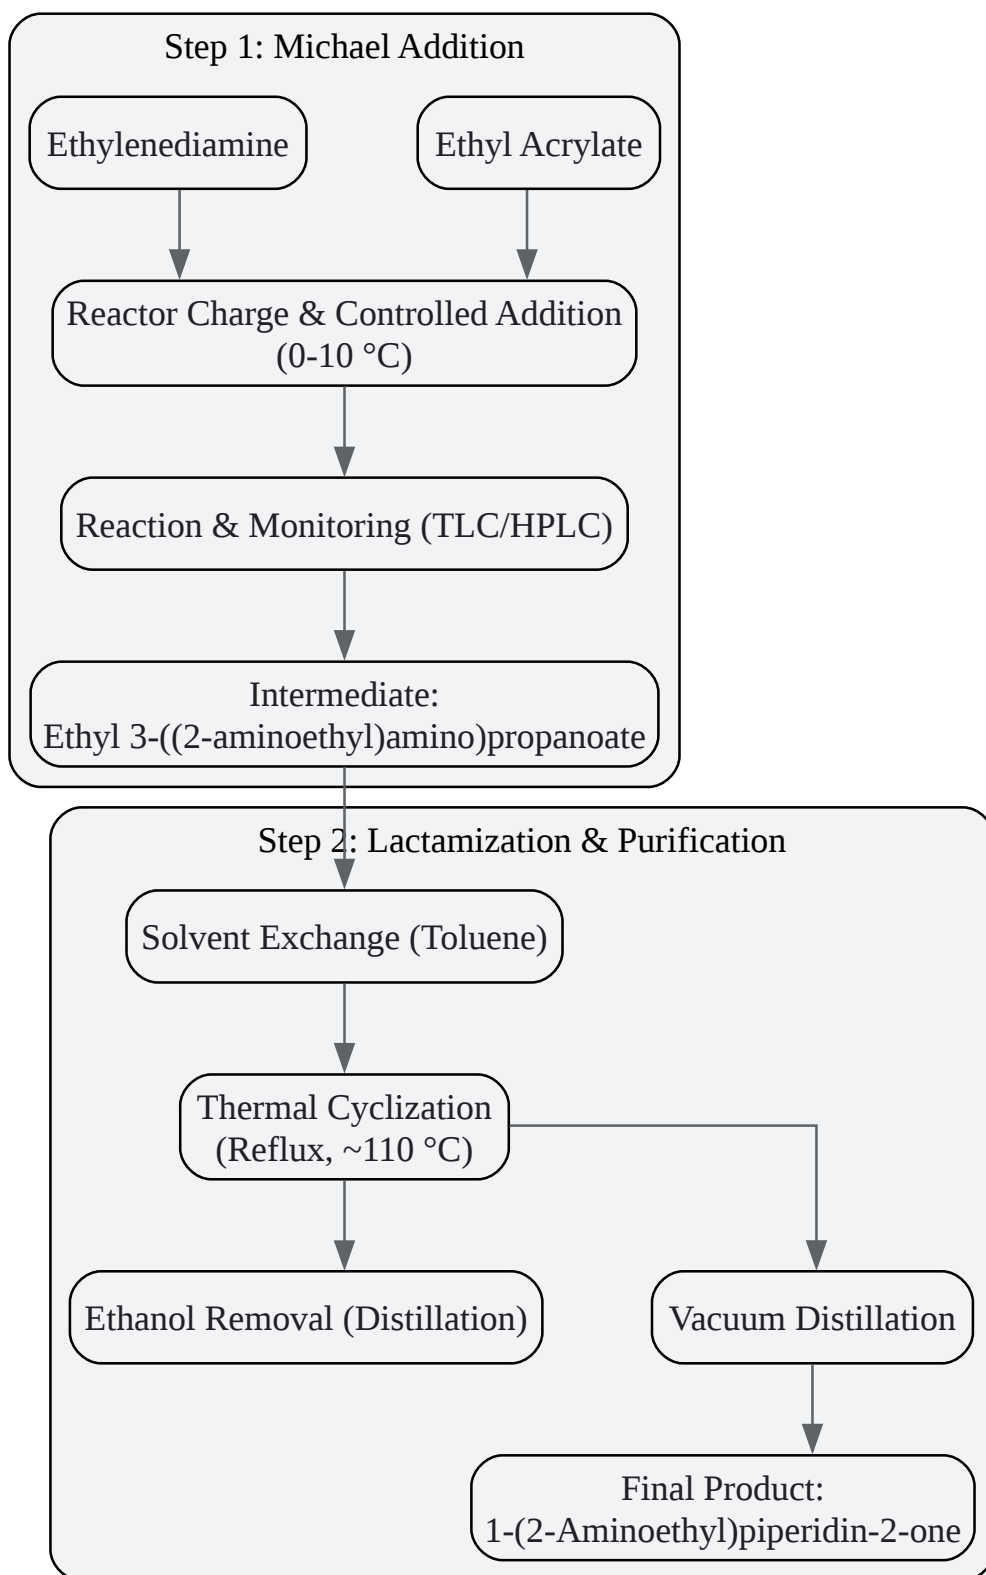 Step 1: Michael Addition
Ethylenediamine
Ethyl Acrylate
Reactor Charge & Controlled Addition
(0-10 °C)
Reaction & Monitoring (TLC/HPLC)
Intermediate:
Ethyl 3-((2-aminoethyl)amino)propanoate
Step 2: Lactamization & Purification
Solvent Exchange (Toluene)
Thermal Cyclization
(Reflux, ~110 °C)
Ethanol Removal (Distillation)
Vacuum Distillation
Final Product:
1-(2-Aminoethyl)piperidin-2-one